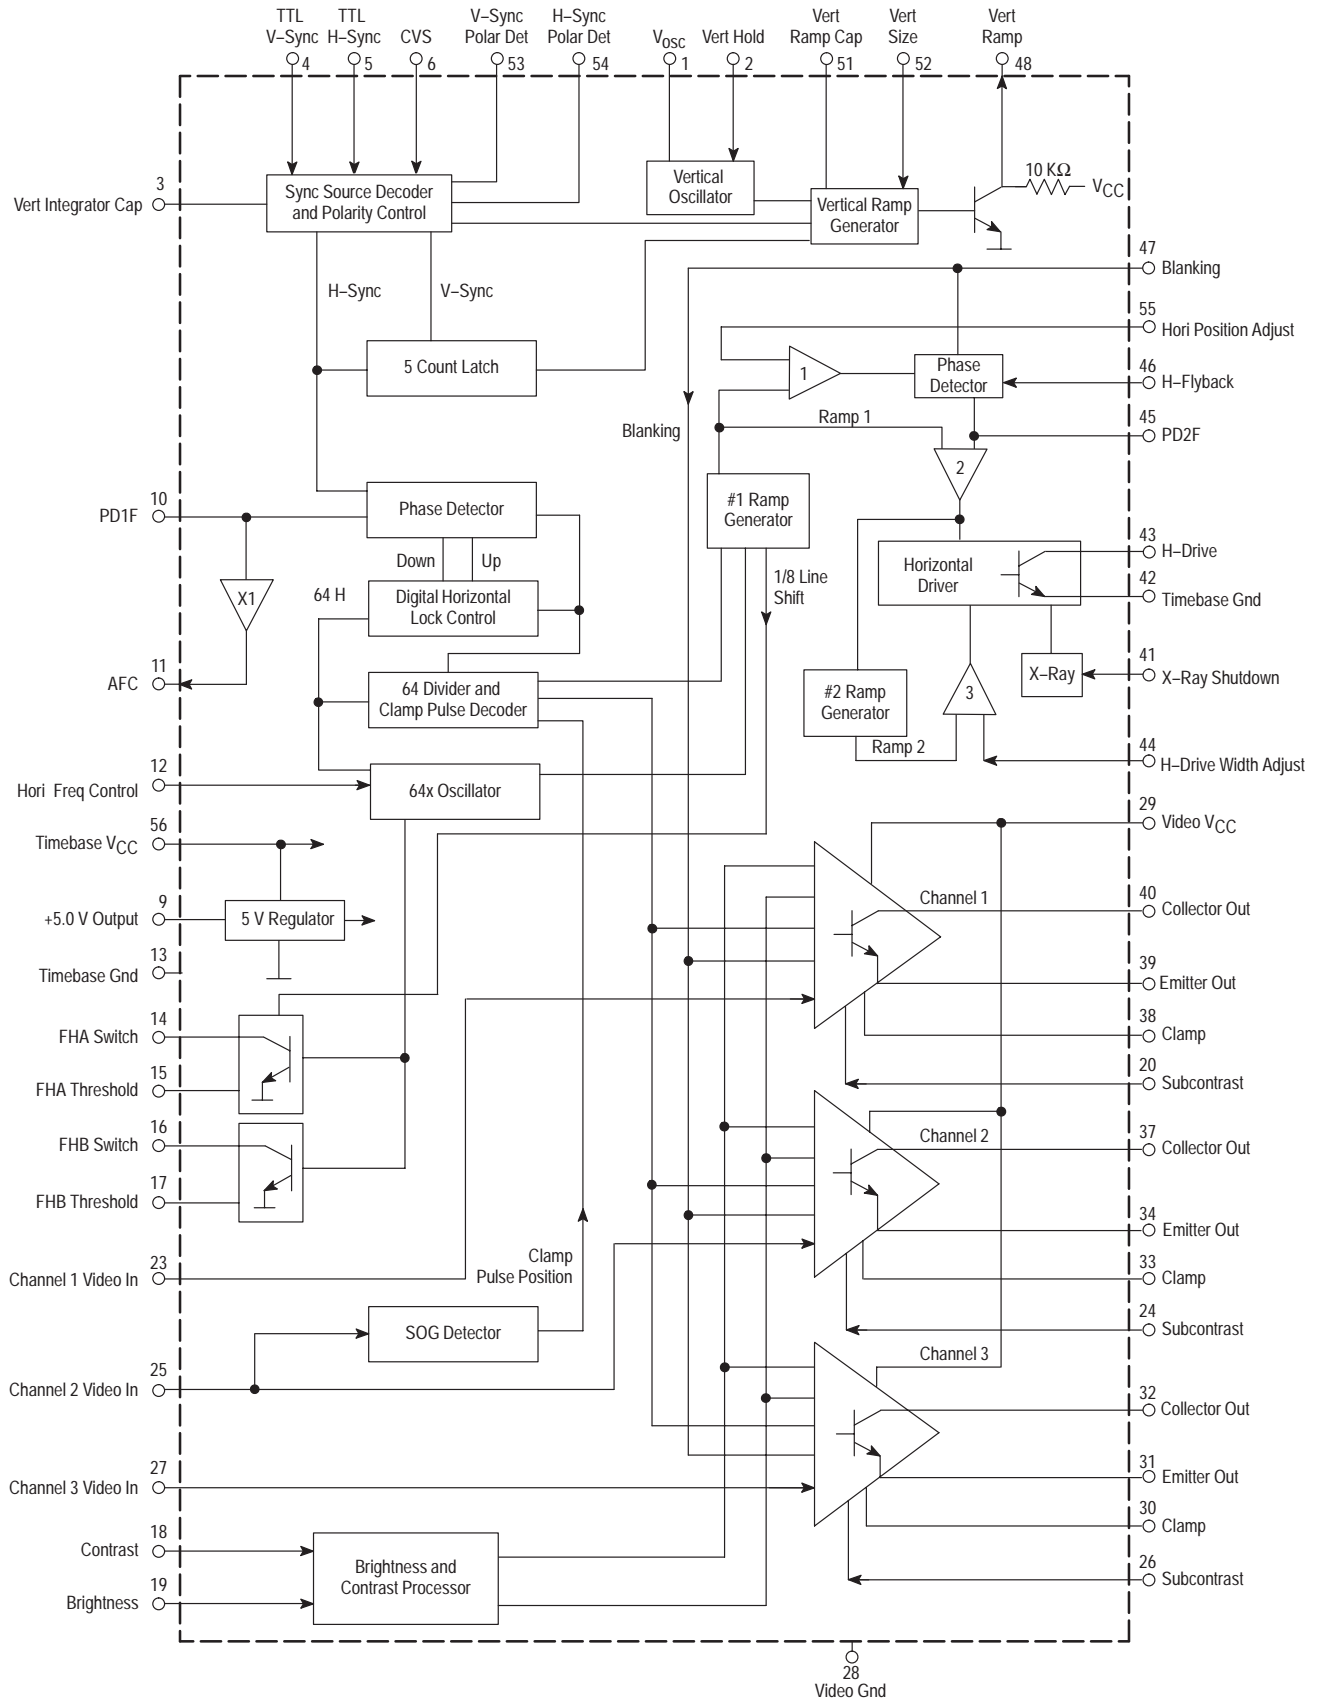 TTL
V–Sync
4
TTL
H–Sync
5
CVS
6
V–Sync
Polar Det
53
H–Sync
Polar Det
54
VOSC
1
Vert Hold
2
Vert
Ramp Cap
51
Vert
Size
52
Vert
Ramp
48
3
Vert Integrator Cap
Sync Source Decoder
and Polarity Control
Vertical
Oscillator
Vertical Ramp
Generator
10 KΩ
VCC
47
Blanking
H–Sync
V–Sync
55
Hori Position Adjust
5 Count Latch
1
Phase
Detector
46
H–Flyback
Blanking
Ramp 1
45
PD2F
2
10
PD1F
Phase Detector
#1 Ramp
Generator
Down
Up
43
H–Drive
Horizontal
Driver
42
Timebase Gnd
X1
64 H
Digital Horizontal
Lock Control
1/8 Line
Shift
11
AFC
64 Divider and
Clamp Pulse Decoder
#2 Ramp
Generator
3
X–Ray
41
X–Ray Shutdown
Ramp 2
44
H–Drive Width Adjust
12
Hori Freq Control
64x Oscillator
56
Timebase VCC
29
Video VCC
9
+5.0 V Output
5 V Regulator
Channel 1
40
Collector Out
13
Timebase Gnd
39
Emitter Out
14
FHA Switch
38
Clamp
15
FHA Threshold
20
Subcontrast
16
FHB Switch
Channel 2
37
Collector Out
17
FHB Threshold
34
Emitter Out
23
Channel 1 Video In
Clamp
Pulse Position
33
Clamp
SOG Detector
24
Subcontrast
25
Channel 2 Video In
Channel 3
32
Collector Out
27
Channel 3 Video In
31
Emitter Out
18
Contrast
30
Clamp
Brightness and
Contrast Processor
26
Subcontrast
19
Brightness
28
Video Gnd